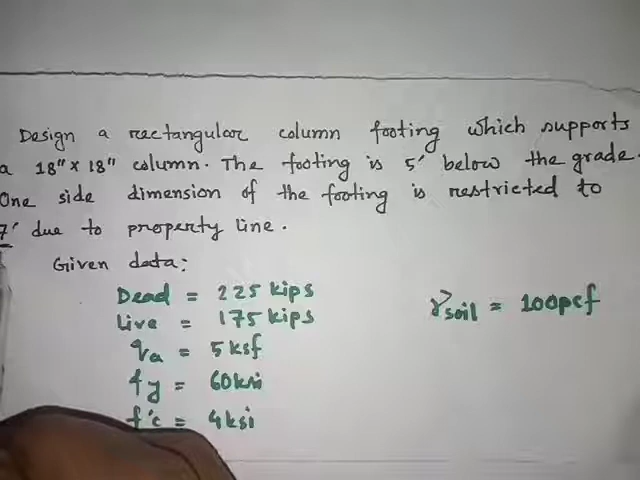 Design a rectangular column footing which supports
a 18" x 18" column. The footing is 5' below the grade.
One side dimension of the footing is restricted to
7' due to property line.
Given data:
Dead = 225 kips
Live = 175 kips
γsoil = 100pcf
qa = 5 ksf
fy = 60ksi
f'c = 4ksi